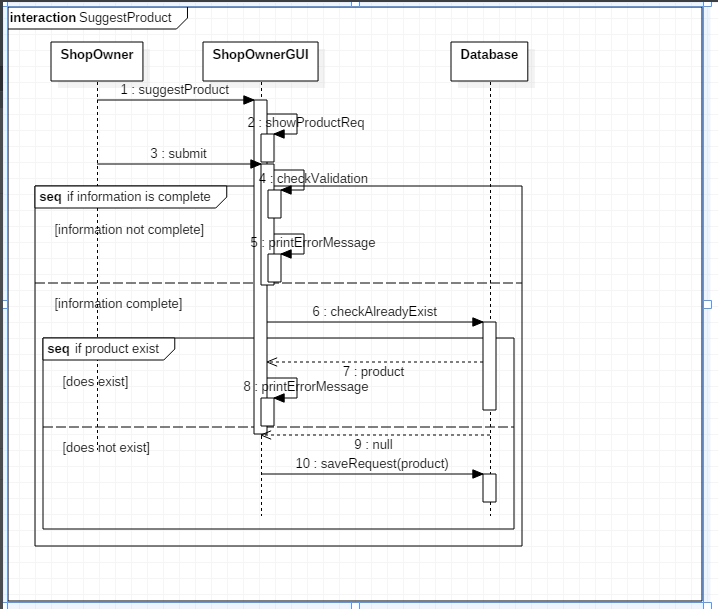 interaction SuggestProduct
ShopOwner
ShopOwnerGUI
Database
1 : suggestProduct
2 : showProductReq
3 : submit
4 : checkValidation
seq if information is complete
[information not complete]
5 : printErrorMessage
[information complete]
6 : checkAlreadyExist
seq if product exist
7 : product
[does exist]
8 : printErrorMessage
[does not exist]
9 : null
10 : saveRequest(product)